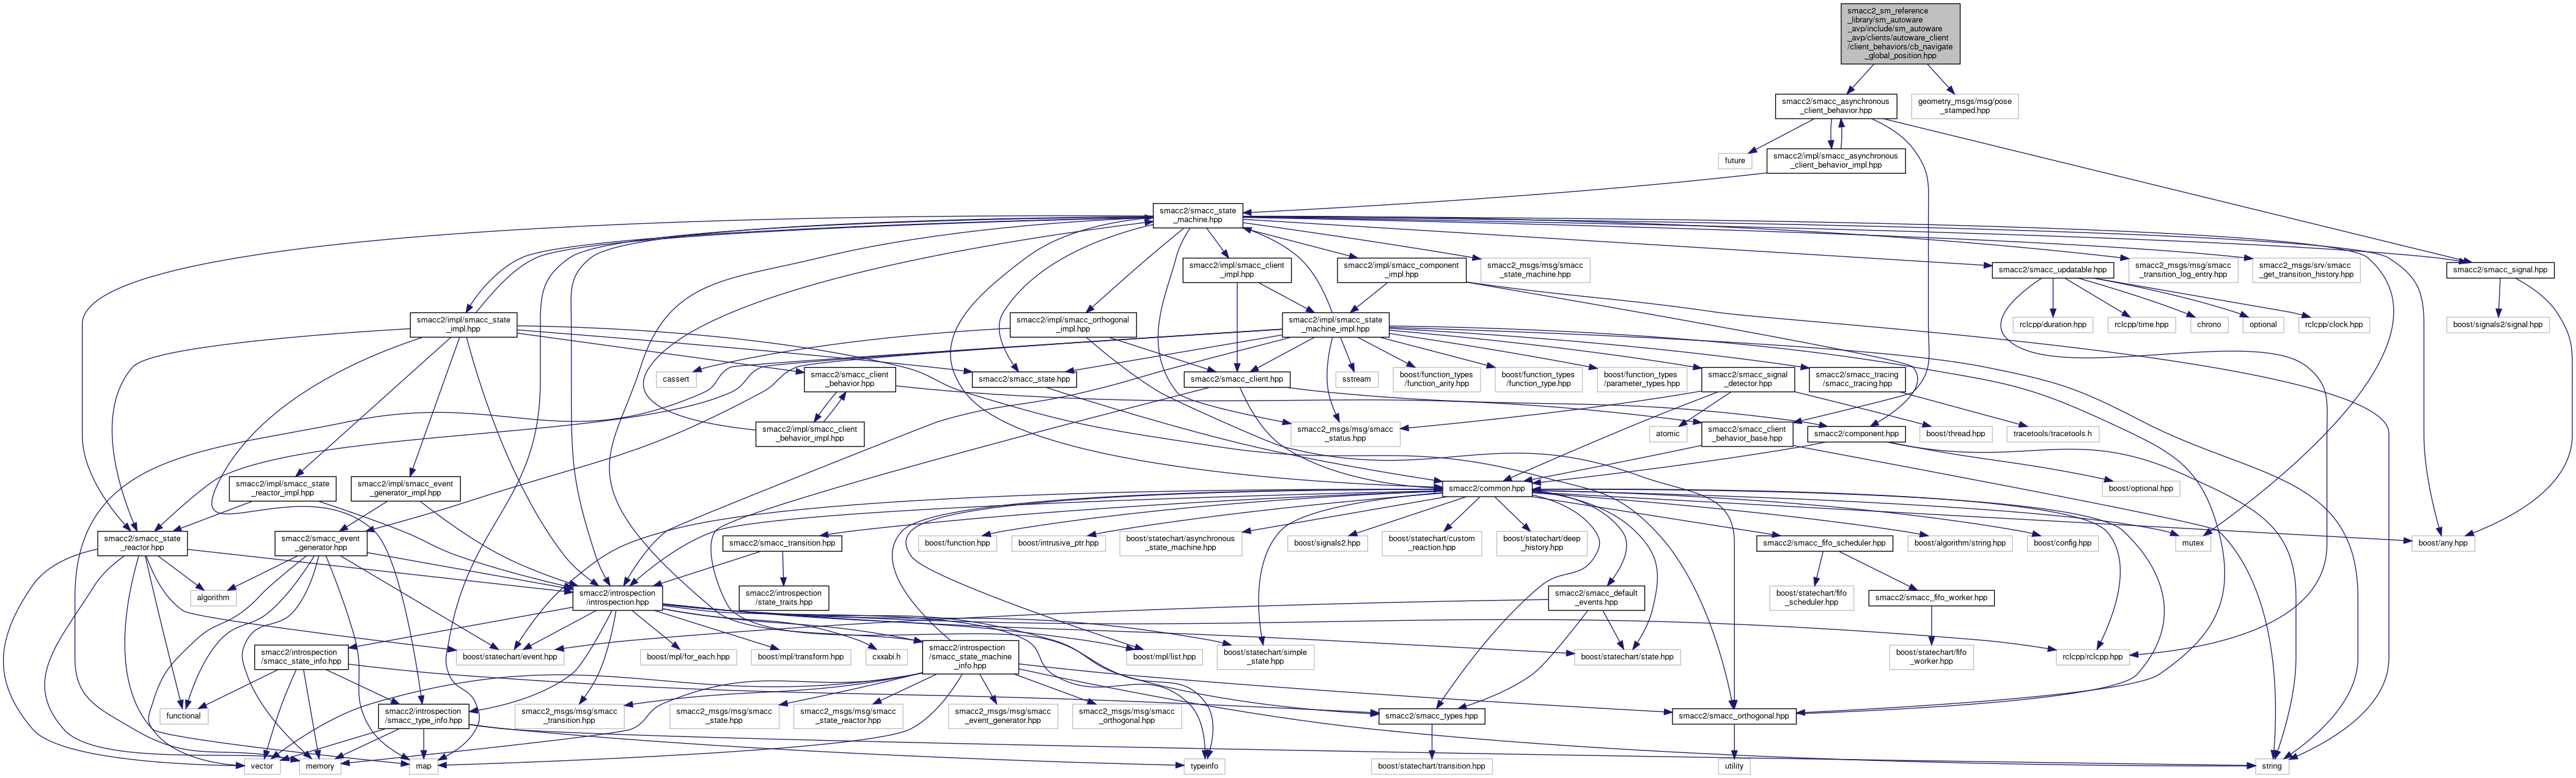 smacc2_sm_reference
_library/sm_autoware
_avp/include/sm_autoware
_avp/clients/autoware_client
/client_behaviors/cb_navigate
_global_position.hpp
smacc2/smacc_asynchronous
_client_behavior.hpp
geometry_msgs/msg/pose
_stamped.hpp
future
smacc2/impl/smacc_asynchronous
_client_behavior_impl.hpp
smacc2/smacc_state
_machine.hpp
smacc2/impl/smacc_client
_impl.hpp
smacc2/impl/smacc_component
_impl.hpp
smacc2_msgs/msg/smacc
_state_machine.hpp
smacc2/smacc_updatable.hpp
smacc2_msgs/msg/smacc
_transition_log_entry.hpp
smacc2_msgs/srv/smacc
_get_transition_history.hpp
smacc2/smacc_signal.hpp
smacc2/impl/smacc_state
_impl.hpp
smacc2/impl/smacc_orthogonal
_impl.hpp
smacc2/impl/smacc_state
_machine_impl.hpp
rclcpp/duration.hpp
rclcpp/time.hpp
chrono
optional
rclcpp/clock.hpp
boost/signals2/signal.hpp
cassert
smacc2/smacc_client
_behavior.hpp
smacc2/smacc_state.hpp
smacc2/smacc_client.hpp
sstream
boost/function_types
/function_arity.hpp
boost/function_types
/function_type.hpp
boost/function_types
/parameter_types.hpp
smacc2/smacc_signal
_detector.hpp
smacc2/smacc_tracing
/smacc_tracing.hpp
smacc2/impl/smacc_client
_behavior_impl.hpp
smacc2_msgs/msg/smacc
_status.hpp
atomic
smacc2/smacc_client
_behavior_base.hpp
smacc2/component.hpp
boost/thread.hpp
tracetools/tracetools.h
smacc2/impl/smacc_state
_reactor_impl.hpp
smacc2/impl/smacc_event
_generator_impl.hpp
smacc2/common.hpp
boost/optional.hpp
smacc2/smacc_state
_reactor.hpp
smacc2/smacc_event
_generator.hpp
smacc2/smacc_transition.hpp
boost/function.hpp
boost/intrusive_ptr.hpp
boost/statechart/asynchronous
_state_machine.hpp
boost/signals2.hpp
boost/statechart/custom
_reaction.hpp
boost/statechart/deep
_history.hpp
smacc2/smacc_fifo_scheduler.hpp
boost/algorithm/string.hpp
boost/config.hpp
mutex
boost/any.hpp
algorithm
smacc2/introspection
/introspection.hpp
smacc2/introspection
/state_traits.hpp
smacc2/smacc_default
_events.hpp
boost/statechart/fifo
_scheduler.hpp
smacc2/smacc_fifo_worker.hpp
smacc2/introspection
/smacc_state_info.hpp
boost/statechart/event.hpp
boost/mpl/for_each.hpp
boost/mpl/transform.hpp
cxxabi.h
smacc2/introspection
/smacc_state_machine
_info.hpp
boost/mpl/list.hpp
boost/statechart/simple
_state.hpp
boost/statechart/state.hpp
boost/statechart/fifo
_worker.hpp
rclcpp/rclcpp.hpp
functional
smacc2/introspection
/smacc_type_info.hpp
smacc2_msgs/msg/smacc
_transition.hpp
smacc2_msgs/msg/smacc
_state.hpp
smacc2_msgs/msg/smacc
_state_reactor.hpp
smacc2_msgs/msg/smacc
_event_generator.hpp
smacc2_msgs/msg/smacc
_orthogonal.hpp
smacc2/smacc_types.hpp
smacc2/smacc_orthogonal.hpp
vector
memory
map
typeinfo
boost/statechart/transition.hpp
utility
string